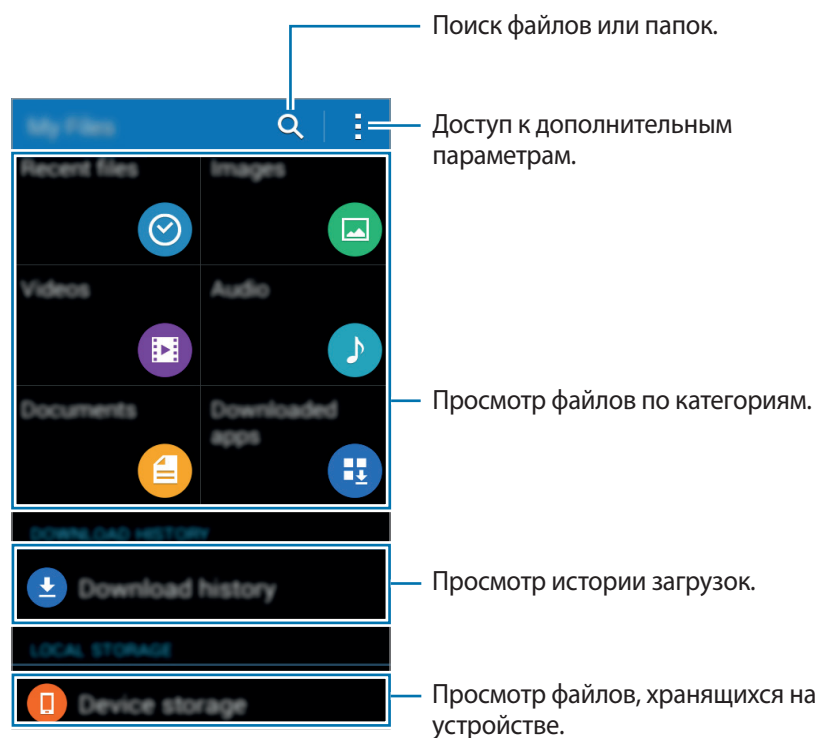 Поиск файлов или папок.
My Files
Доступ к дополнительным
параметрам.
Recent files
Images
Videos
Audio
Просмотр файлов по категориям.
Documents
Downloaded
apps
DOWNLOAD HISTORY
Download history
Просмотр истории загрузок.
LOCAL STORAGE
Device storage
Просмотр файлов, хранящихся на
устройстве.